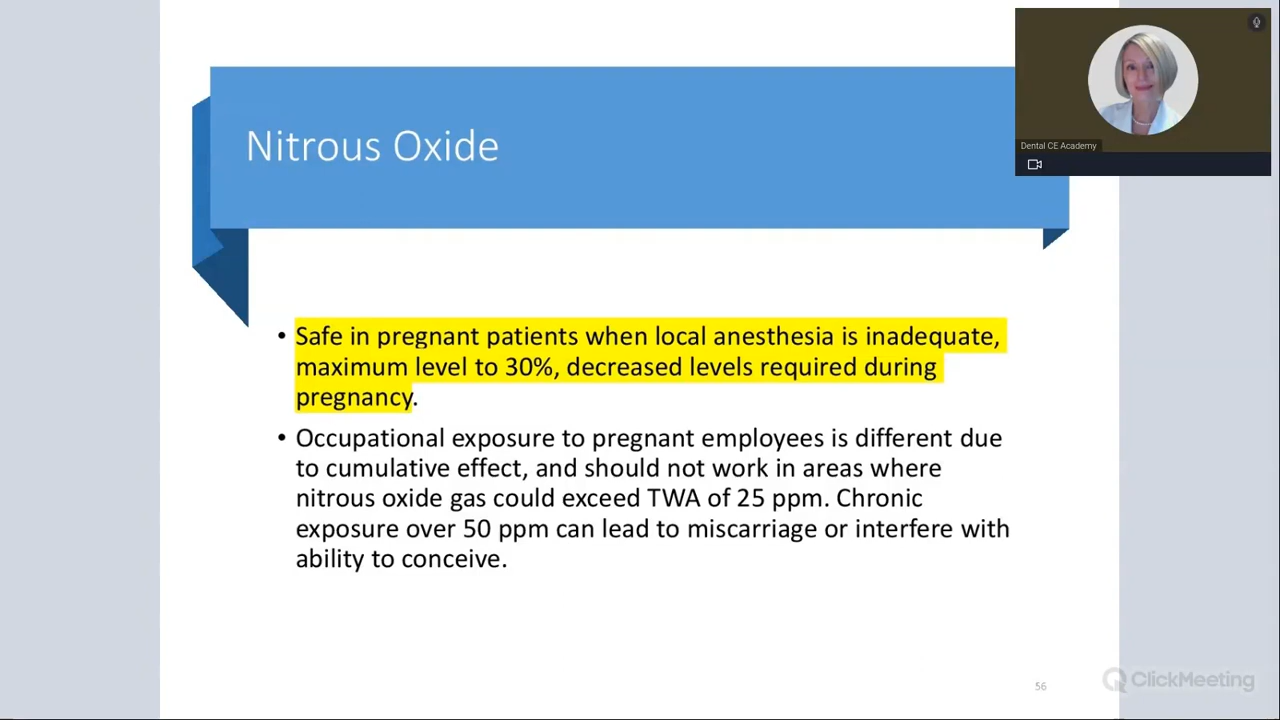 Nitrous Oxide
Dental CE Academy
• Safe in pregnant patients when local anesthesia is inadequate,
maximum level to 30%, decreased levels required during
pregnancy.
• Occupational exposure to pregnant employees is different due
to cumulative effect, and should not work in areas where
nitrous oxide gas could exceed TWA of 25 ppm. Chronic
exposure over 50 ppm can lead to miscarriage or interfere with
ability to conceive.
56
ClickMeeting